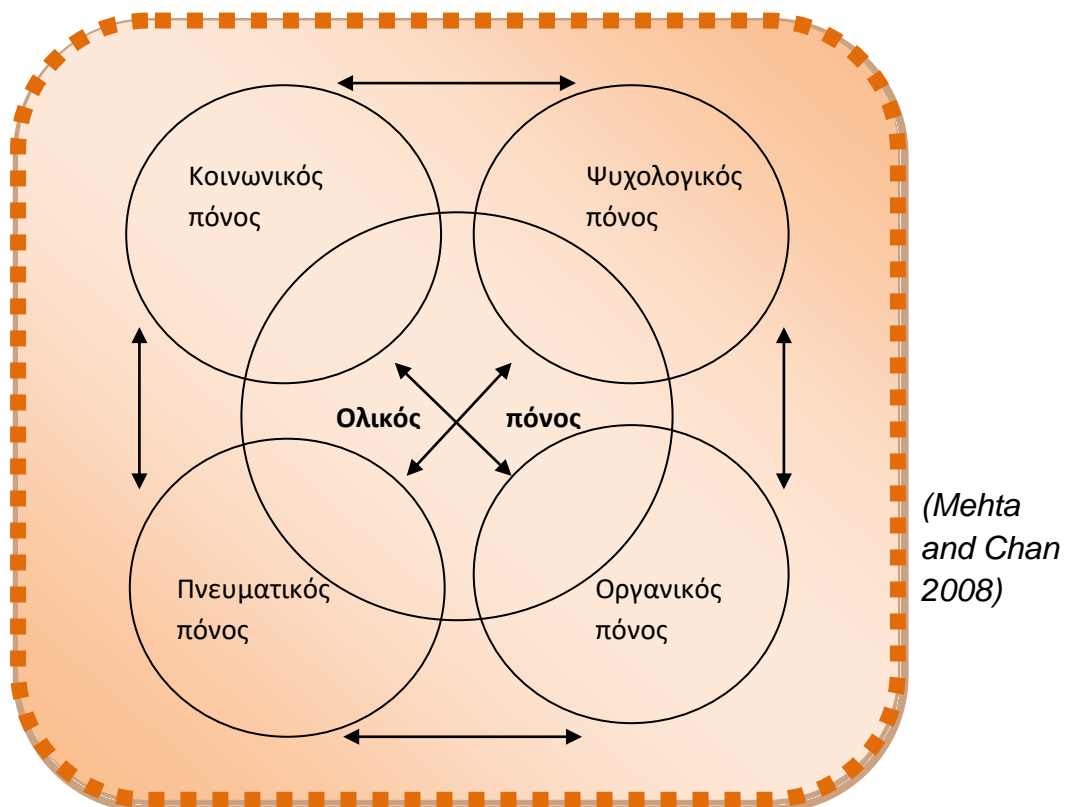 Κοινωνικός
πόνος
Ψυχολογικός
πόνος
Ολικός πόνος
Πνευματικός
πόνος
Οργανικός
πόνος
(Mehta
and Chan
2008)